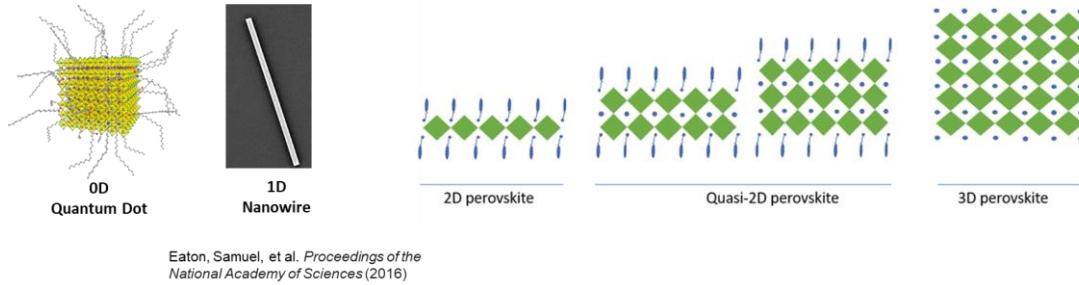 0D
Quantum Dot
1D
Nanowire
2D perovskite
Quasi-2D perovskite
3D perovskite
Eaton, Samuel, et al. Proceedings of the
National Academy of Sciences (2016)